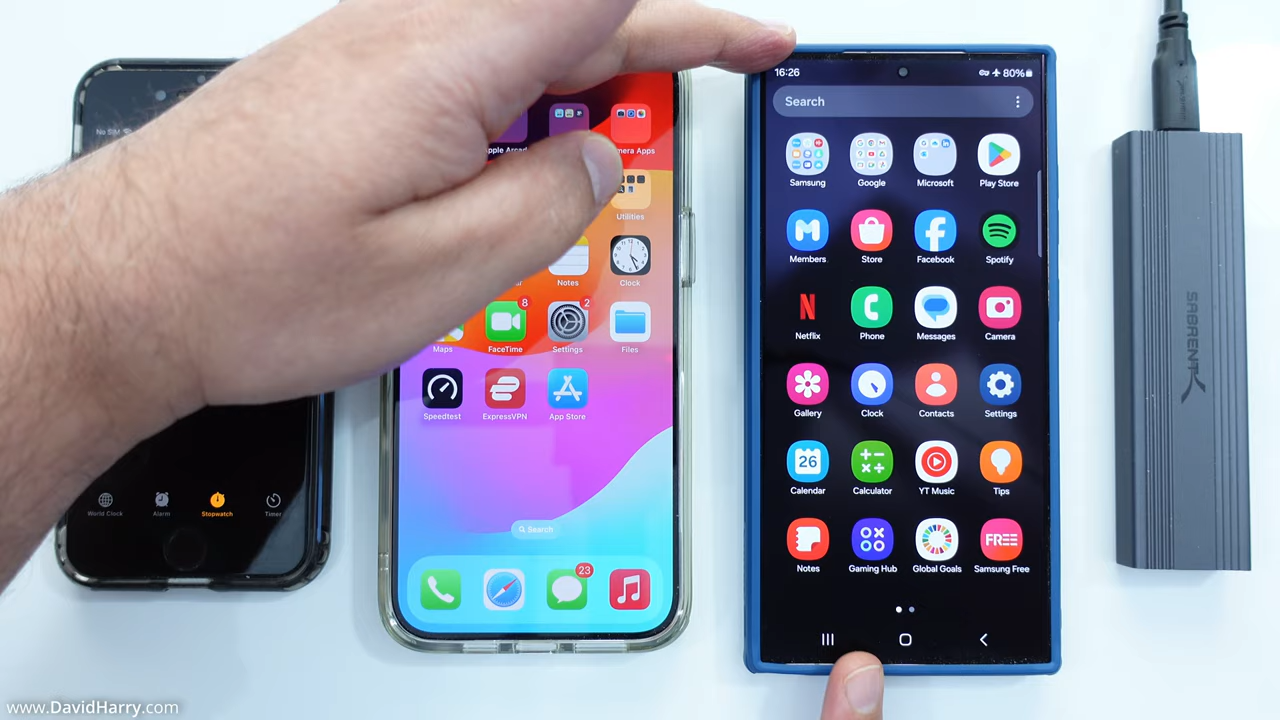 No SIM
World Clock
Alarm
Stopwatch
Timer
Apple Arcad
mera Apps
Utilities
Notes
Clock
8
2
Maps
FaceTime
Settings
Files
Speedtest
ExpressVPN
App Store
Search
23
16:26
80%
Search
Samsung
Google
Microsoft
Play Store
Members
Store
Facebook
Spotify
N
Netflix
Phone
Messages
Camera
Gallery
Clock
Contacts
Settings
26
Calendar
Calculator
YT Music
Tips
FREE
Notes
Gaming Hub
Global Goals
Samsung Free
SABRENT
www.DavidHarry.com